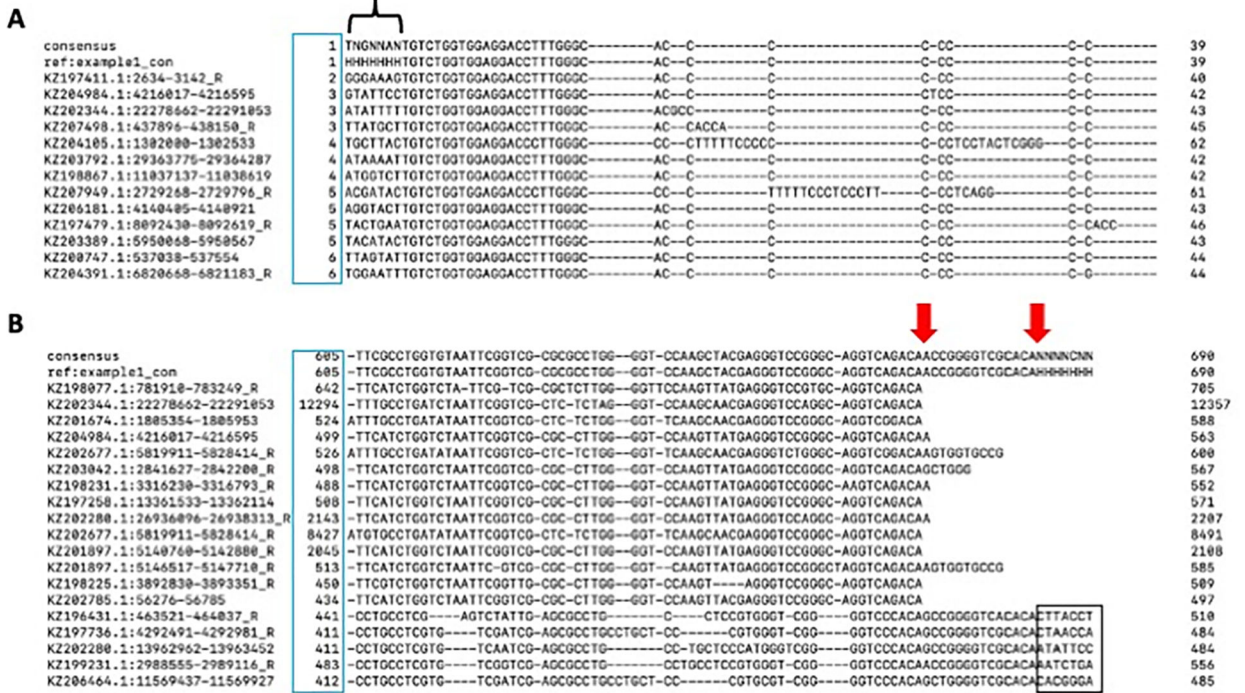 A
consensus 1 TNGNNANTGTCTGGTGGAGGACCTTTGGGC---------AC--C----------C--------------------C-CC----------------C-C--------- 39
ref:example1_con 1 HHHHHHHTGTCTGGTGGAGGACCTTTGGGC---------AC--C----------C--------------------C-CC----------------C-C--------- 39
KZ197411.1:2634-3142_R 2 GGGAAAGTGTCTGGTGGAGGACCTTTGGGC---------AC--C----------C--------------------C-CC----------------C-C--------- 40
KZ204984.1:4216017-4216595 3 GTATTCCTGTCTGGTGGAGGACCTTTGGGC---------AC--C----------C--------------------CTCC----------------C-C--------- 42
KZ202344.1:22278662-22291053 3 ATATTTTTGTCTGGTGGAGGACCTTTGGGC---------ACGCC----------C--------------------C-CC----------------C-C--------- 43
KZ207498.1:437896-438150_R 3 TTATGCTTGTCTGGTGGAGGACCTTTGGGC---------AC--CACCA------C--------------------C-CC----------------C-C--------- 45
KZ204105.1:1302000-1302533 4 TGCTTACTGTCTGGTGGAGGACCTTTGGGC---------CC--CTTTTTCCCCC--------------------C-CCTCCTACTCGGG---C-C--------- 62
KZ203792.1:29363775-29364287 4 ATAAAATTGTCTGGTGGAGGACCTTTGGGC---------AC--C----------C--------------------C-CC----------------C-C--------- 42
KZ198867.1:11037137-11038619 4 ATGGTCTTGTCTGGTGGAGGACCTTTGGGC---------AC--C----------C--------------------C-CC----------------C-C--------- 42
KZ207949.1:2729268-2729796_R 5 ACGATACTGTCTGGTGGAGGACCCTTGGGC---------CC--C----------TTTTTCCCTCCCTT-----C-CCTCAGG----------C-C--------- 61
KZ206181.1:4140405-4140921 5 AGGTACTTGTCTGGTGGAGGACCTTTGGGC---------AC--C----------C--------------------C-CC----------------C-C--------- 43
KZ197479.1:8092430-8092619_R 5 TACTGAATGTCTGGTGGAGGACCTTTGGGC---------AC--C----------C--------------------C-CC----------------C-CACC------ 46
KZ203389.1:5950068-5950567 5 TACATACTGTCTGGTGGAGGACCTTTGGGC---------AC--C----------C--------------------C-CC----------------C-C--------- 43
KZ200747.1:537038-537554 6 TTAGTATTGTCTGGTGGAGGACCTTTGGGC---------AC--C----------C--------------------C-CC----------------C-C--------- 44
KZ204391.1:6820668-6821183_R 6 TGGAATTTGTCTGGTGGAGGACCTTTGGGC---------AC--C----------C--------------------C-CC----------------C-G--------- 44
B
consensus 605 -TTCGCCTGGTGTAATTCGGTCG-CGCGCCTGG--GGT-CCAAGCTACGAGGGTCCGGGC-AGGTCAGACAACCGGGGTCGCACANNNNCNN 690
ref:example1_con 605 -TTCGCCTGGTGTAATTCGGTCG-CGCGCCTGG--GGT-CCAAGCTACGAGGGTCCGGGC-AGGTCAGACAACCGGGGTCGCACAHHHHHHH 690
KZ198077.1:781910-783249_R 642 -TTCATCTGGTCTA-TTCG-TCG-CGCTCTTGG--GGTTCCAAGTTACGAGGGTCCGTGC-AGGTCAGACA 705
KZ202344.1:22278662-22291053 12294 -TTTGCCTGATCTAATTCGGTCG-CTC-TCTAG--GGT-CCAAGCAACGAGGGTCCAGGC-AGGTCAGACA 12357
KZ201674.1:1805354-1805953 524 ATTTGCCTGATATAATTCGGTCG-CTC-TCTGG--GGT-CCAAGCAACGAGGGTCCGGGC-AGGTCGGACA 588
KZ204984.1:4216017-4216595 499 -TTCATCTGGTCTAATTCGGTCG-CGC-CTTGG--GGT-CCAAGTTATGAGGGTCCGGGC-AGGTCAGACAA 563
KZ202677.1:5819911-5828414_R 526 ATTTGCCTGATATAATTCGGTCG-CTC-TCTGG--GGT-TCAAGCAACGAGGGTCTGGGC-AGGTCGGACAAGTGGTGCCG 600
KZ203042.1:2841627-2842200_R 498 -TTCATCTGGTCTAATTCGGTCG-CGC-CTTGG--GGT-CCAAGTTATGAGGGTCCGGGC-AGGTCAGACAGCTGGG 567
KZ198231.1:3316230-3316793_R 488 -TTCATCTGGTCTAATTCGGTCG-CGC-CTTGG--GGT-CCAAGTTATGAGGGTCCGGGC-AAGTCAGACAA 552
KZ197258.1:13361533-13362114 508 -TTCATCTGGTCTAATTCGGTCG-CGC-CTTGG--GGT-CCAAGTTATGAGGGTCCGGGC-AGGTCAGACA 571
KZ202280.1:26936096-26938313_R 2143 -TTCATCTGGTCTAATTCGGTCG-CGC-CTTGG--GGT-CCAAGTTATGAGGGTCCAGGC-AGGTCAGACAA 2207
KZ202677.1:5819911-5828414_R 8427 ATGTGCCTGATATAATTCGGTCG-CTC-TCTGG--GGT-TCAAGCAACGAGGGTCCGGGC-AGGTCAGACA 8491
KZ201897.1:5140760-5142880_R 2045 -TTCATCTGGTCTAATTCGGTCG-CGC-CTTGG--GGT-CCAAGTTATGAGGGTCCGGGC-AGGTCAGACA 2108
KZ201897.1:5146517-5147710_R 513 -TTCATCTGGTCTAATTC-GTCG-CGC-CTTGG--GGT--CAAGTTATGAGGGTCCGGGCTAGGTCAGACAAGTGGTGCCG 585
KZ198225.1:3892830-3893351_R 450 -TTCGTCTGGTCTAATTCGGTTG-CGC-CTTGG--GGT-CCAAGT----AGGGTCCGGGC-AGGTCAGACA 509
KZ202785.1:56276-56785 434 -TTCATCTGGTCTAATTCGGTCG-CGC-CTTGG--GGT-CCAAGTTATGAGGGTCCGGGC-AGGTCAGACA 497
KZ196431.1:463521-464037_R 441 -CCTGCCTCG----AGTCTATTG-AGCGCCTG-----C---CTCCGTGGGT-CGG----GGTCCCACAGCCGGGGTCACACACTTACCT 510
KZ197736.1:4292491-4292981_R 411 -CCTGCCTCGTG----TCGATCG-AGCGCCTGCCTGCT-CC------CGTGGGT-CGG----GGTCCCACAGCCGGGGTCGCACACTAACCA 484
KZ202280.1:13962962-13963452 411 -CCTGCCTCGTG----TCAATCG-AGCGCCTG-----CC--TGCTCCCATGGGTCGG----GGTCCCACAGCCGGGGTCGCACAATATTCC 484
KZ199231.1:2988555-2989116_R 483 -CCTGCCTCGTG----TCGATCG-AGCGCCTG-----CCTGCCTCCGTGGGT-CGG----GGTCCCACAACCGGGGTCGCACAAATCTGA 556
KZ206464.1:11569437-11569927 412 -CCTGCCTCGTG----TCGATCG-AGCGCCTGCCTGCT-CC------CGTGCGT-CGG----GGTCCCACAGCTGGGGTCGCACACACGGGA 485